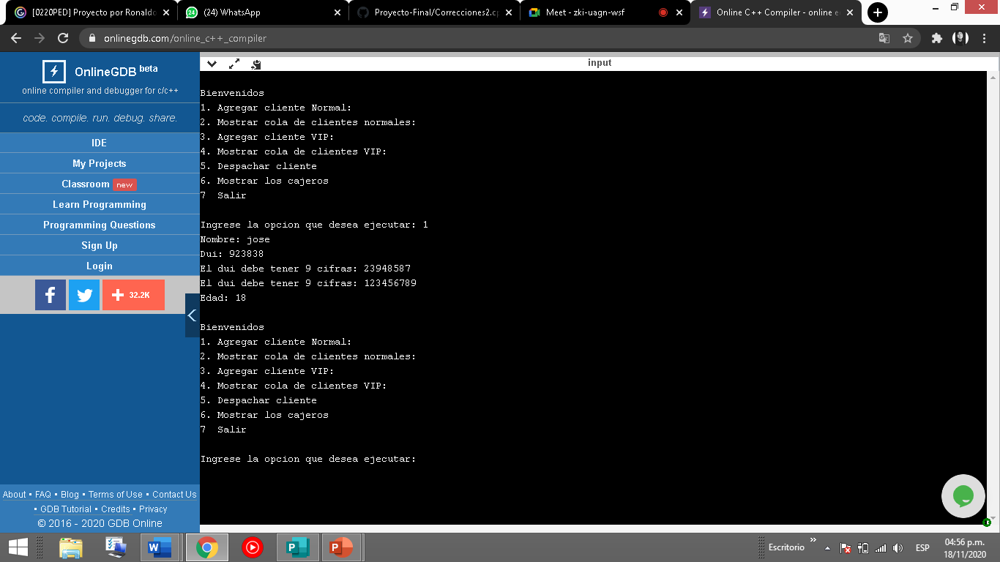 [0220PED] Proyecto por Ronaldo
(24) WhatsApp
Proyecto-Final/Correcciones2.cp
Meet - zki-uagn-wsf
Online C++ Compiler - online e
onlinegdb.com/online_c++_compiler
OnlineGDB beta
online compiler and debugger for c/c++
code. compile. run. debug. share.
IDE
My Projects
Classroom new
Learn Programming
Programming Questions
Sign Up
Login
32.2K
input
Bienvenidos
1. Agregar cliente Normal:
2. Mostrar cola de clientes normales:
3. Agregar cliente VIP:
4. Mostrar cola de clientes VIP:
5. Despachar cliente
6. Mostrar los cajeros
7  Salir
Ingrese la opcion que desea ejecutar: 1
Nombre: jose
Dui: 923838
El dui debe tener 9 cifras: 23948587
El dui debe tener 9 cifras: 123456789
Edad: 18
Bienvenidos
1. Agregar cliente Normal:
2. Mostrar cola de clientes normales:
3. Agregar cliente VIP:
4. Mostrar cola de clientes VIP:
5. Despachar cliente
6. Mostrar los cajeros
7  Salir
Ingrese la opcion que desea ejecutar:
About • FAQ • Blog • Terms of Use • Contact Us
• GDB Tutorial • Credits • Privacy
© 2016 - 2020 GDB Online
Escritorio
ESP
04:56 p.m.
18/11/2020